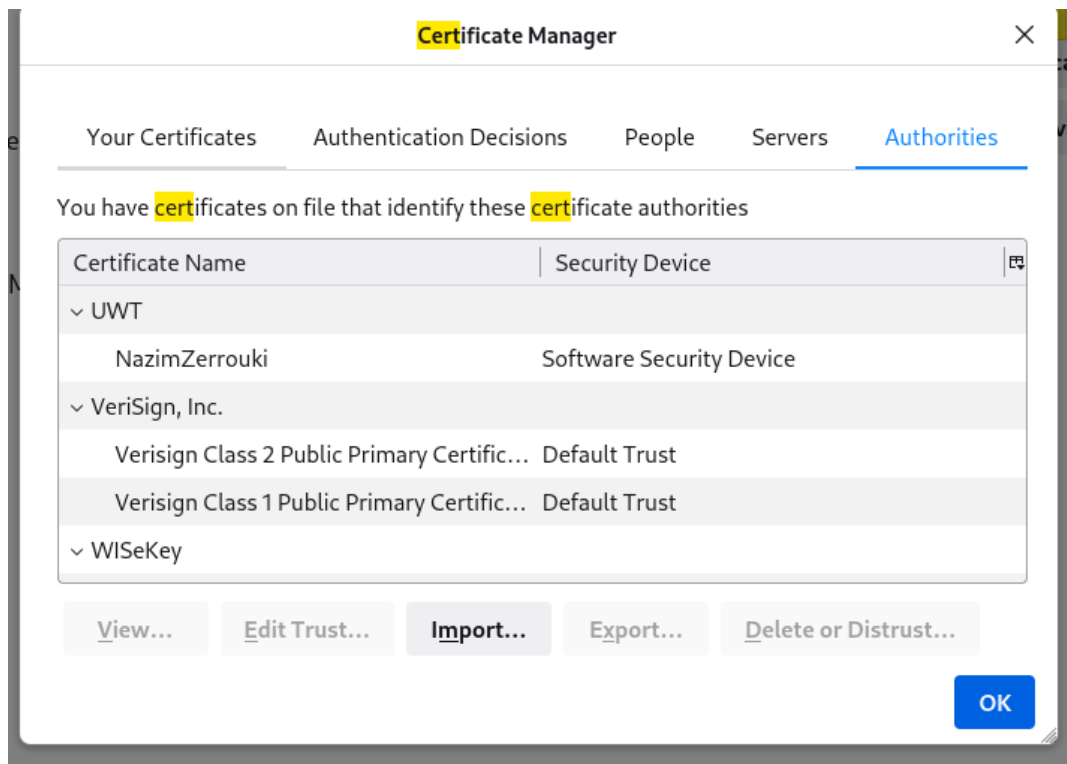 Certificate Manager
Your Certificates Authentication Decisions People Servers Authorities
You have certificates on file that identify these certificate authorities
Certificate Name Security Device
UWT
NazimZerrouki Software Security Device
VeriSign, Inc.
Verisign Class 2 Public Primary Certific... Default Trust
Verisign Class 1 Public Primary Certific... Default Trust
WISeKey
View... Edit Trust... Import... Export... Delete or Distrust...
OK